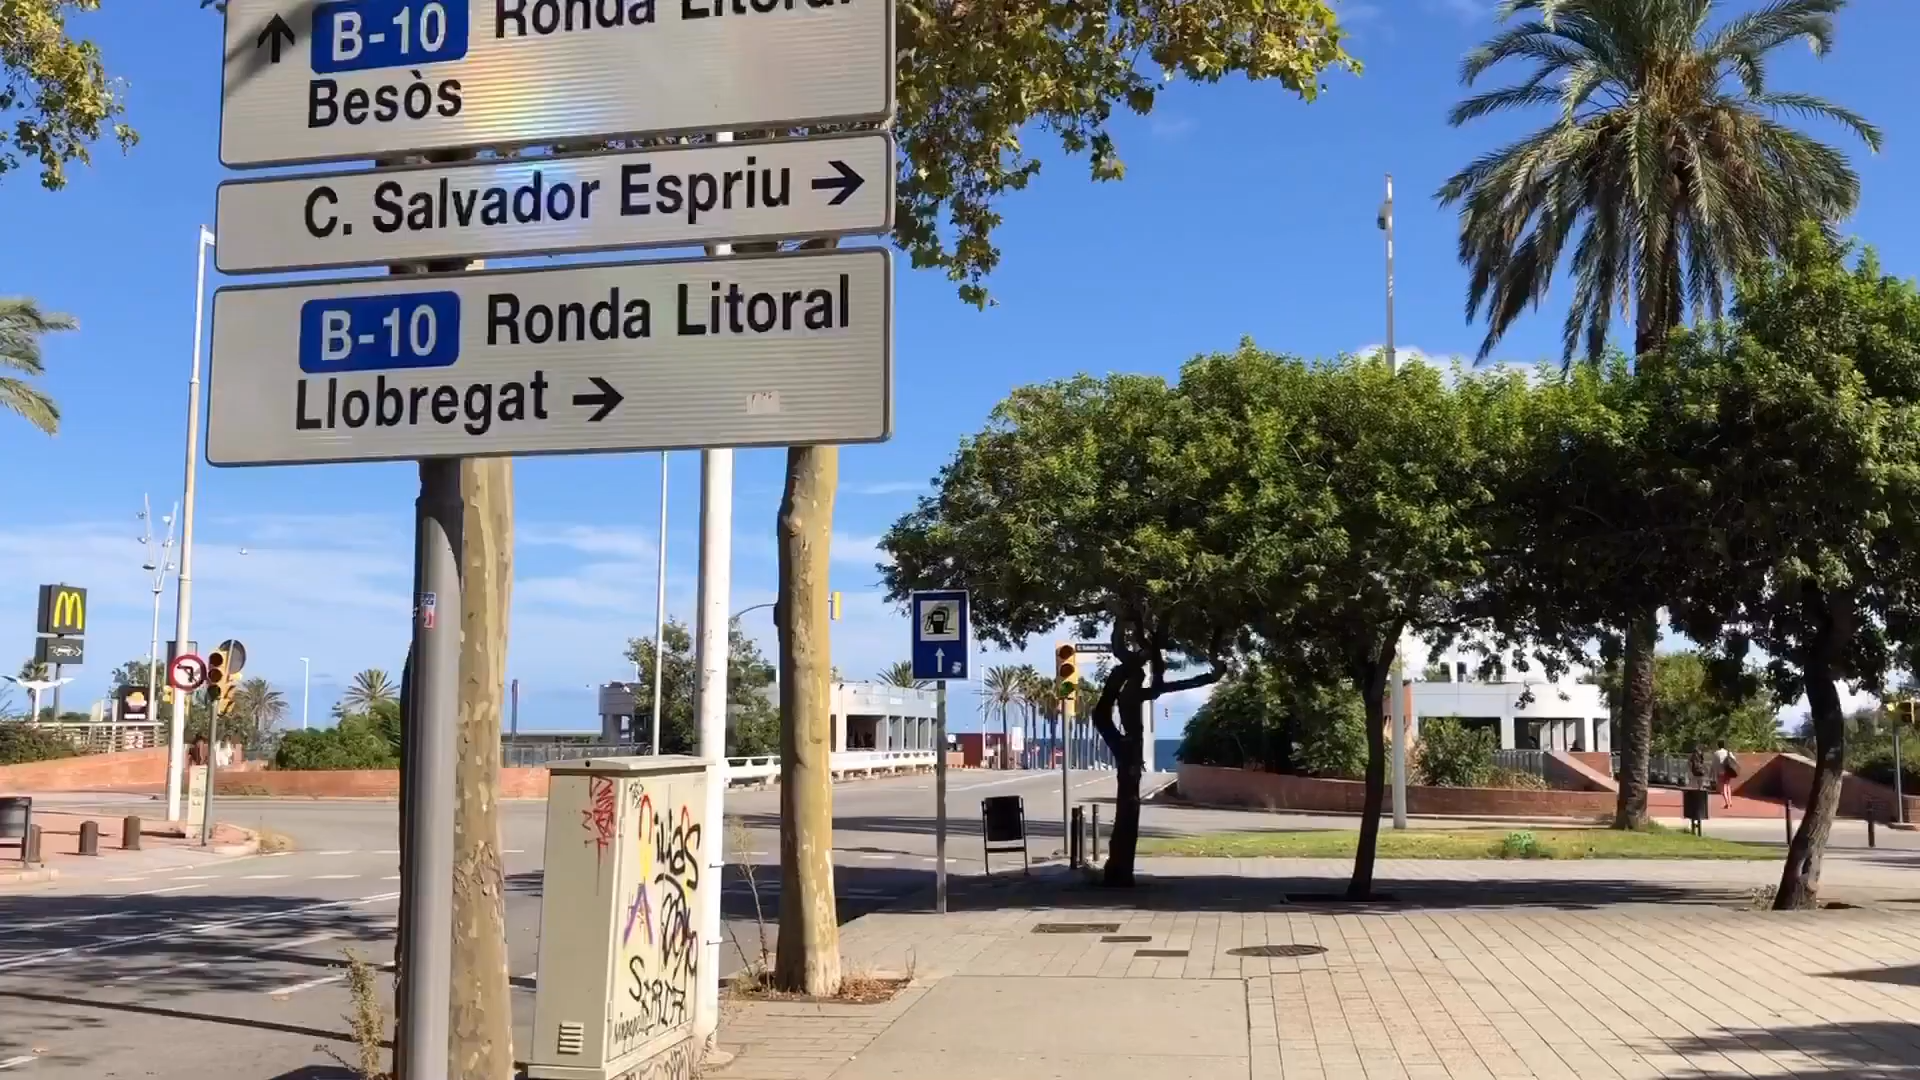 B-10 Ronda Litoral
Besòs
C. Salvador Espriu
B-10 Ronda Litoral
Llobregat